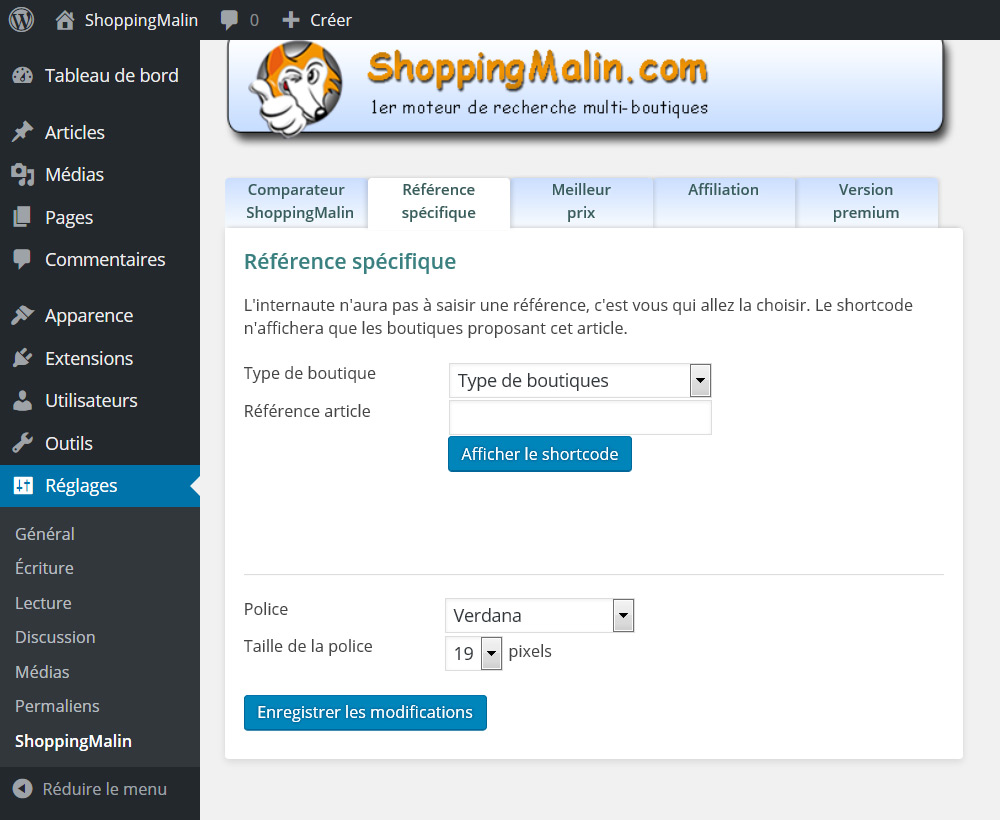 ShoppingMalin 0 Créer
Tableau de bord
Articles
Médias
Pages
Commentaires
Apparence
Extensions
Utilisateurs
Outils
Réglages
Général
Écriture
Lecture
Discussion
Médias
Permaliens
ShoppingMalin
Réduire le menu
ShoppingMalin.com
1er moteur de recherche multi-boutiques
Comparateur
ShoppingMalin
Référence
spécifique
Meilleur
prix
Affiliation
Version
premium
Référence spécifique
L'internaute n'aura pas à saisir une référence, c'est vous qui allez la choisir. Le shortcode
n'affichera que les boutiques proposant cet article.
Type de boutique
Type de boutiques
Référence article
Afficher le shortcode
Police
Verdana
Taille de la police
19 pixels
Enregistrer les modifications